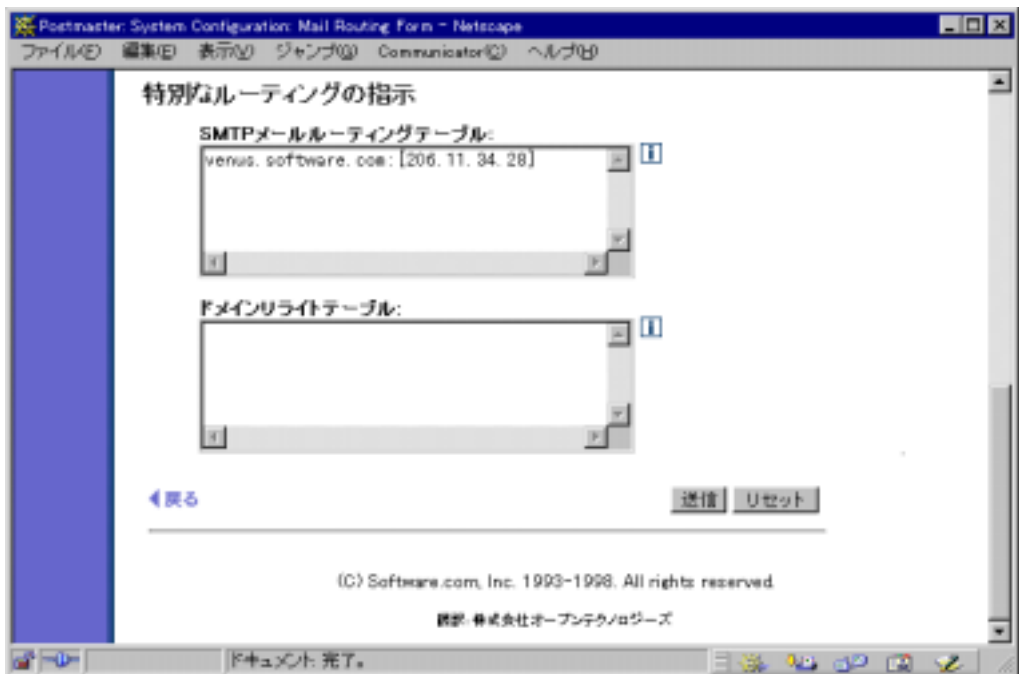 Postmaster: System Configuration: Mail Routing Form - Netscape
ファイル(F) 編集(E) 表示(V) ジャンプ(G) Communicator(C) ヘルプ(H)
特別なルーティングの指示
SMTPメールルーティングテーブル:
venus.software.com:[206.11.34.28]
ドメインリライトテーブル:
戻る
送信 リセット
(C) Software.com, Inc. 1993-1998. All rights reserved.
翻訳:株式会社オープンテクノロジーズ
ドキュメント: 完了。